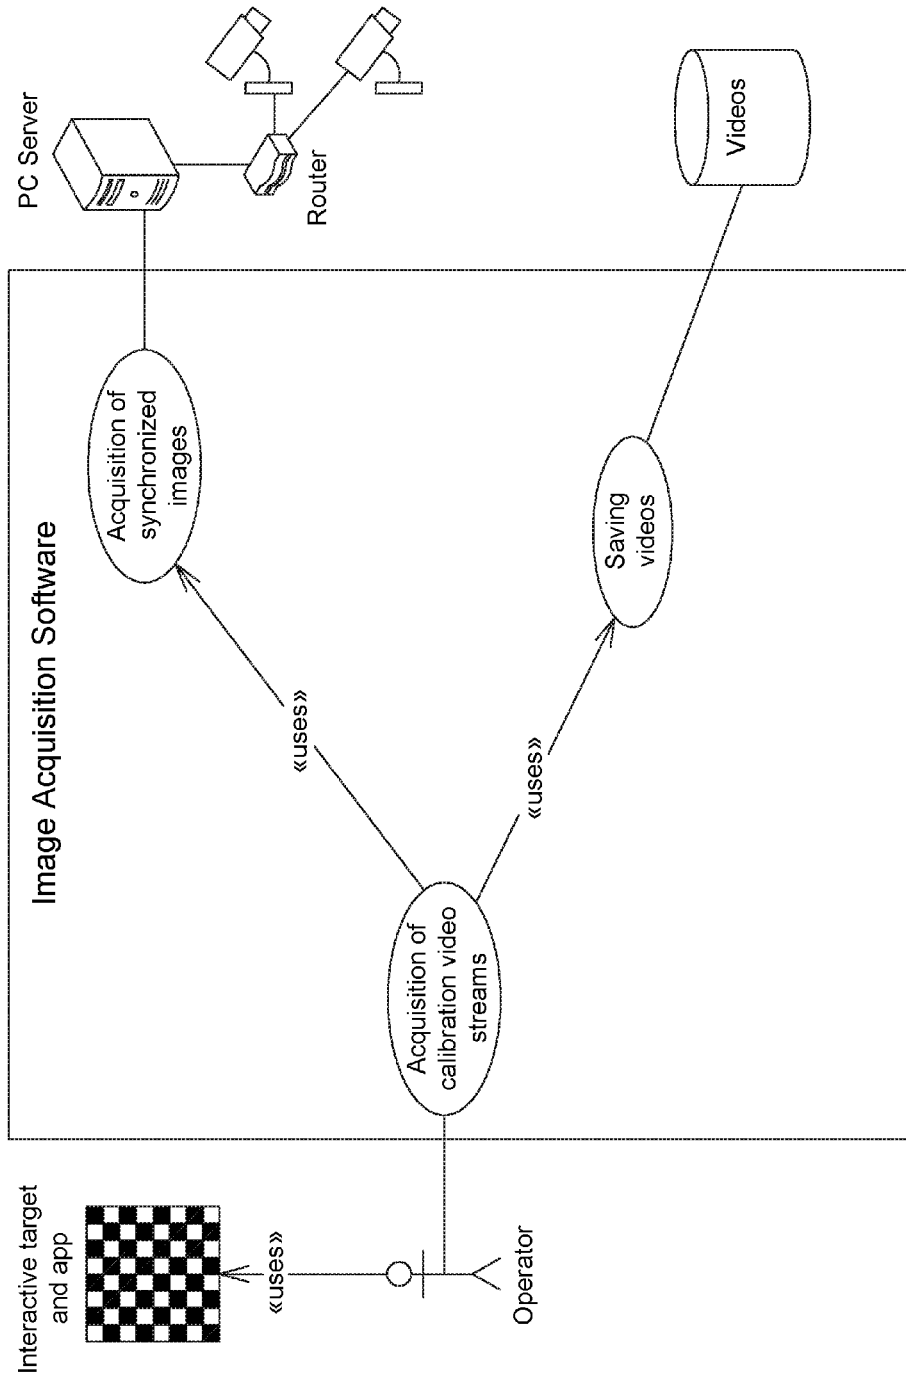 Interactive target
and app
«uses»
Operator
Image Acquisition Software
Acquisition of
calibration video
streams
«uses»
«uses»
Acquisition of
synchronized
images
Saving
videos
PC Server
Router
Videos